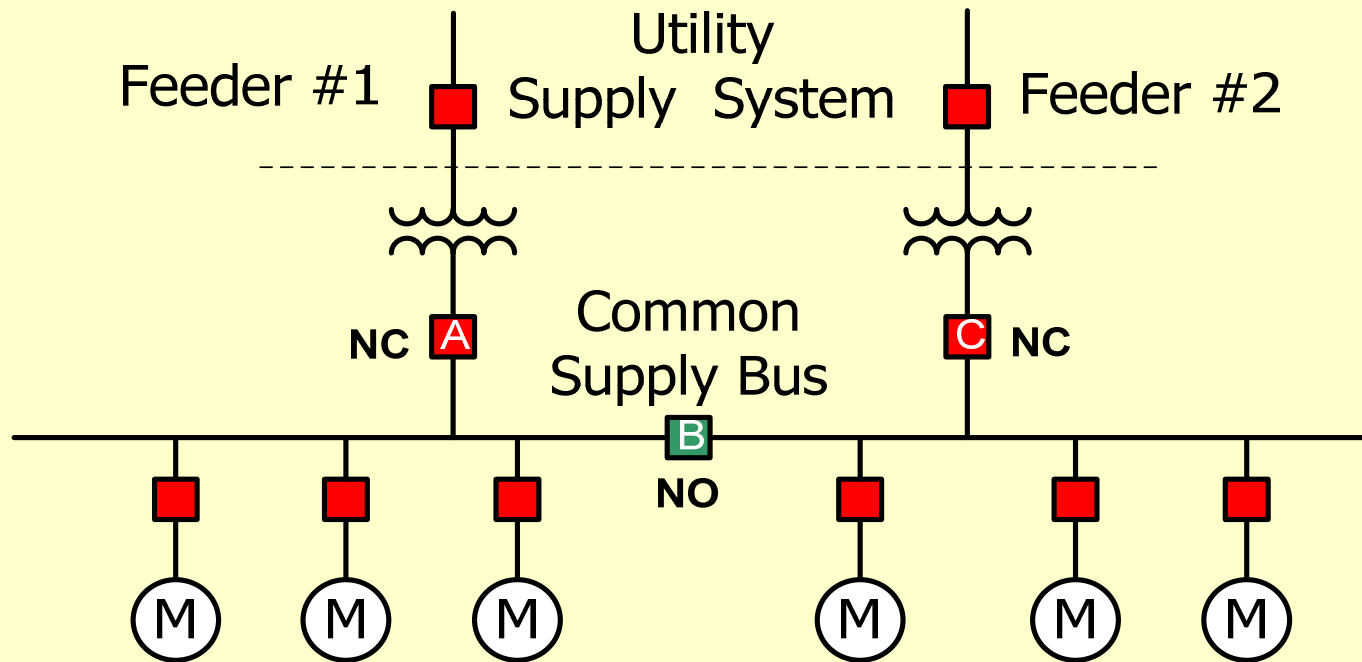 Utility
Feeder #1
Supply System
Feeder #2
NC
A
Common
Supply Bus
C
NC
B
NO
M
M
M
M
M
M